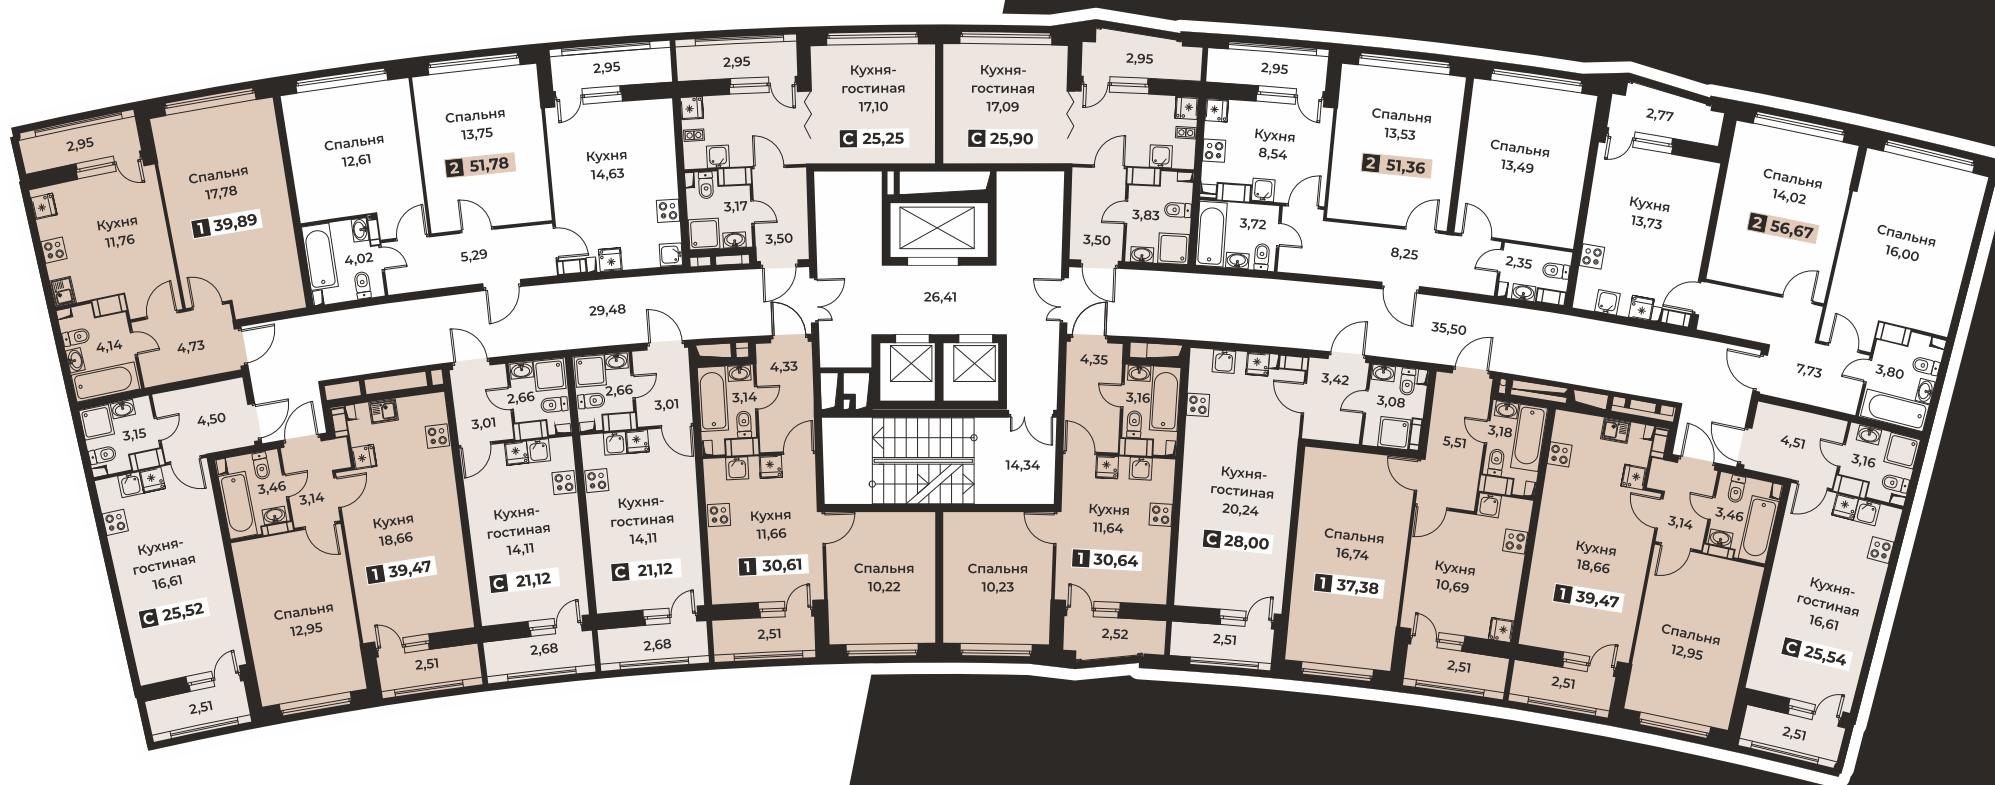 2,95
Кухня
11,76
4,14
4,73
Спальня
17,78
1 39,89
Спальня
12,61
4,02
5,29
Спальня
13,75
2 51,78
2,95
Кухня
14,63
2,95
3,17
3,50
Кухня-
гостиная
17,10
С 25,25
Кухня-
гостиная
17,09
С 25,90
2,95
3,83
3,50
2,95
Кухня
8,54
3,72
Спальня
13,53
2 51,36
8,25
Спальня
13,49
2,35
2,77
Кухня
13,73
Спальня
14,02
2 56,67
Спальня
16,00
7,73
3,80
29,48
26,41
35,50
14,34
3,15
4,50
Кухня-
гостиная
16,61
С 25,52
2,51
3,46
3,14
Спальня
12,95
Кухня
18,66
1 39,47
2,51
3,01
2,66
Кухня-
гостиная
14,11
С 21,12
2,68
2,66
3,01
Кухня-
гостиная
14,11
С 21,12
2,68
3,14
4,33
Кухня
11,66
1 30,61
2,51
Спальня
10,22
Спальня
10,23
4,35
3,16
Кухня
11,64
1 30,64
2,52
Кухня-
гостиная
20,24
С 28,00
2,51
3,42
3,08
Спальня
16,74
1 37,38
5,51
3,18
Кухня
10,69
2,51
Кухня
18,66
1 39,47
2,51
3,14
3,46
Спальня
12,95
4,51
3,16
Кухня-
гостиная
16,61
С 25,54
2,51